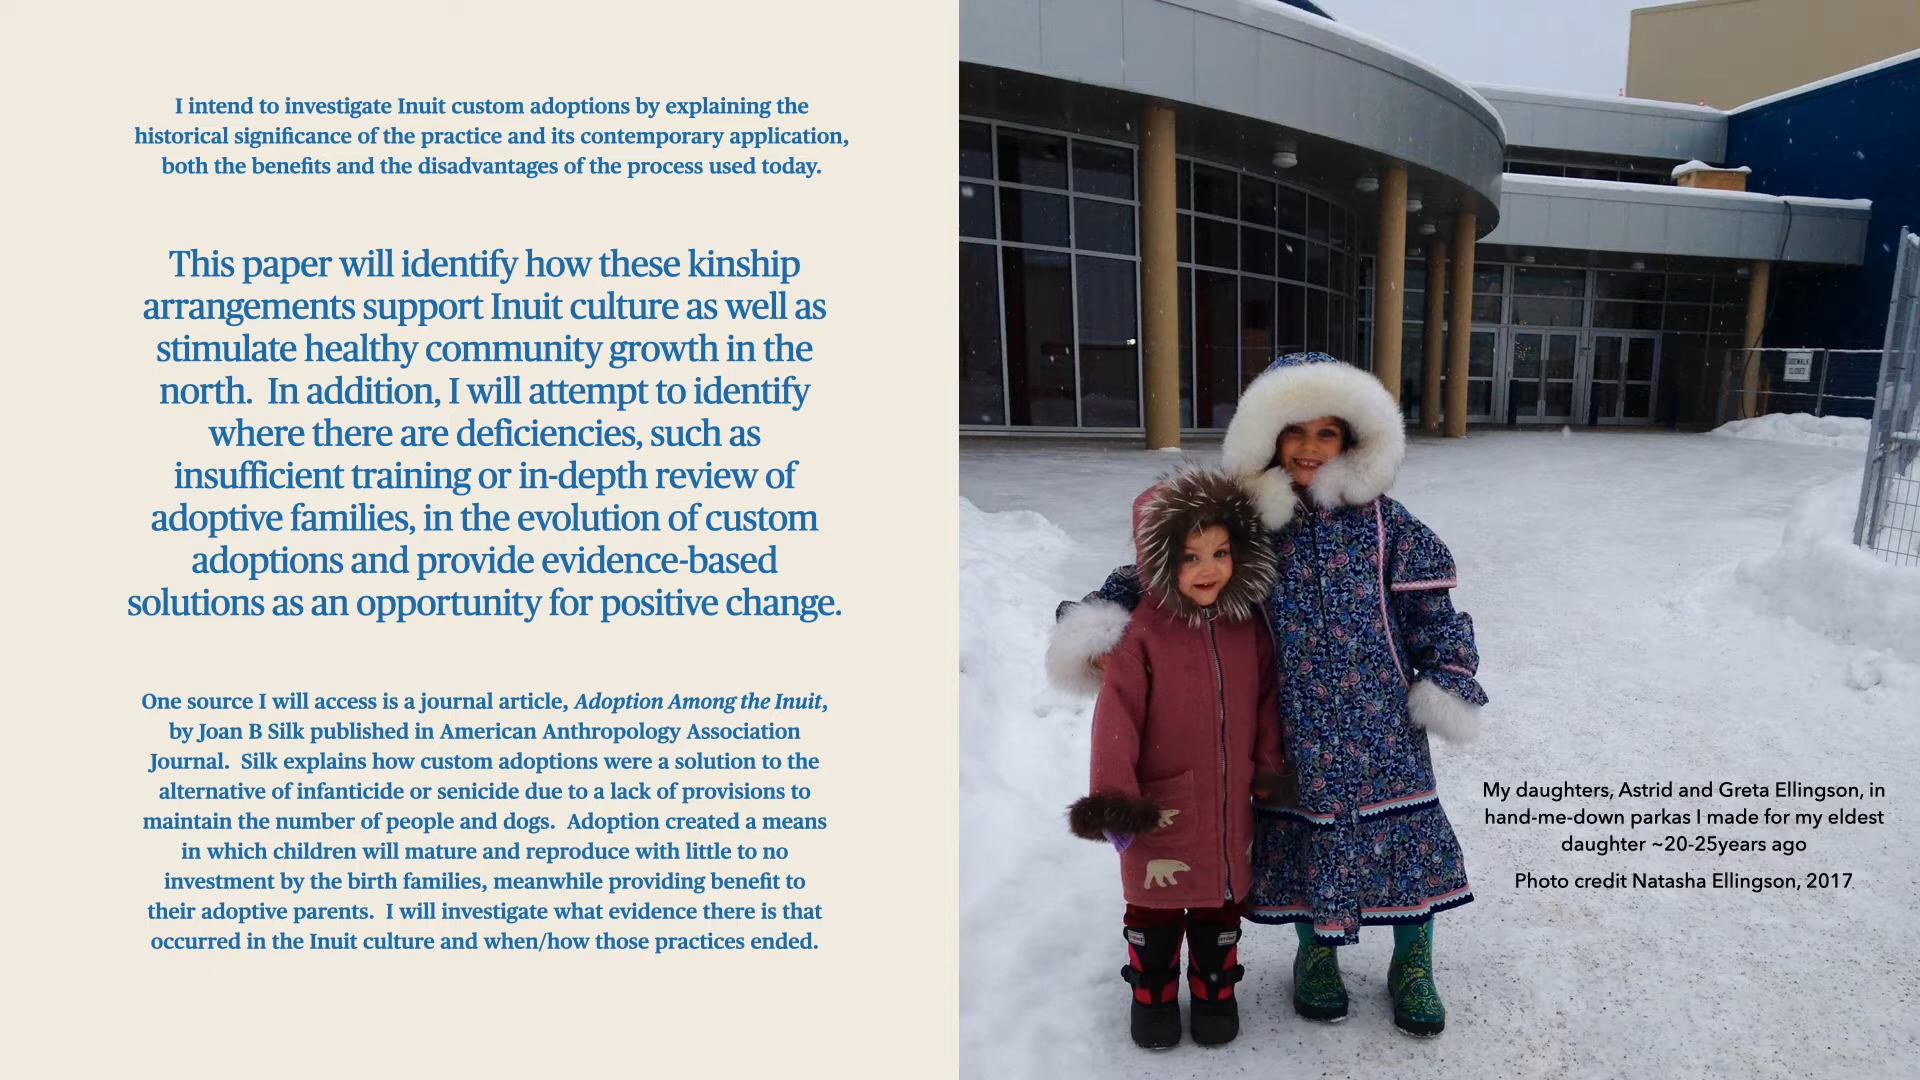 I intend to investigate Inuit custom adoptions by explaining the
historical significance of the practice and its contemporary application,
both the benefits and the disadvantages of the process used today.
This paper will identify how these kinship
arrangements support Inuit culture as well as
stimulate healthy community growth in the
north.  In addition, I will attempt to identify
where there are deficiencies, such as
insufficient training or in-depth review of
adoptive families, in the evolution of custom
adoptions and provide evidence-based
solutions as an opportunity for positive change.
One source I will access is a journal article, Adoption Among the Inuit,
by Joan B Silk published in American Anthropology Association
Journal.  Silk explains how custom adoptions were a solution to the
alternative of infanticide or senicide due to a lack of provisions to
maintain the number of people and dogs.  Adoption created a means
in which children will mature and reproduce with little to no
investment by the birth families, meanwhile providing benefit to
their adoptive parents.  I will investigate what evidence there is that
occurred in the Inuit culture and when/how those practices ended.
SIDEWALK
CLOSED
My daughters, Astrid and Greta Ellingson, in
hand-me-down parkas I made for my eldest
daughter ~20-25years ago
Photo credit Natasha Ellingson, 2017